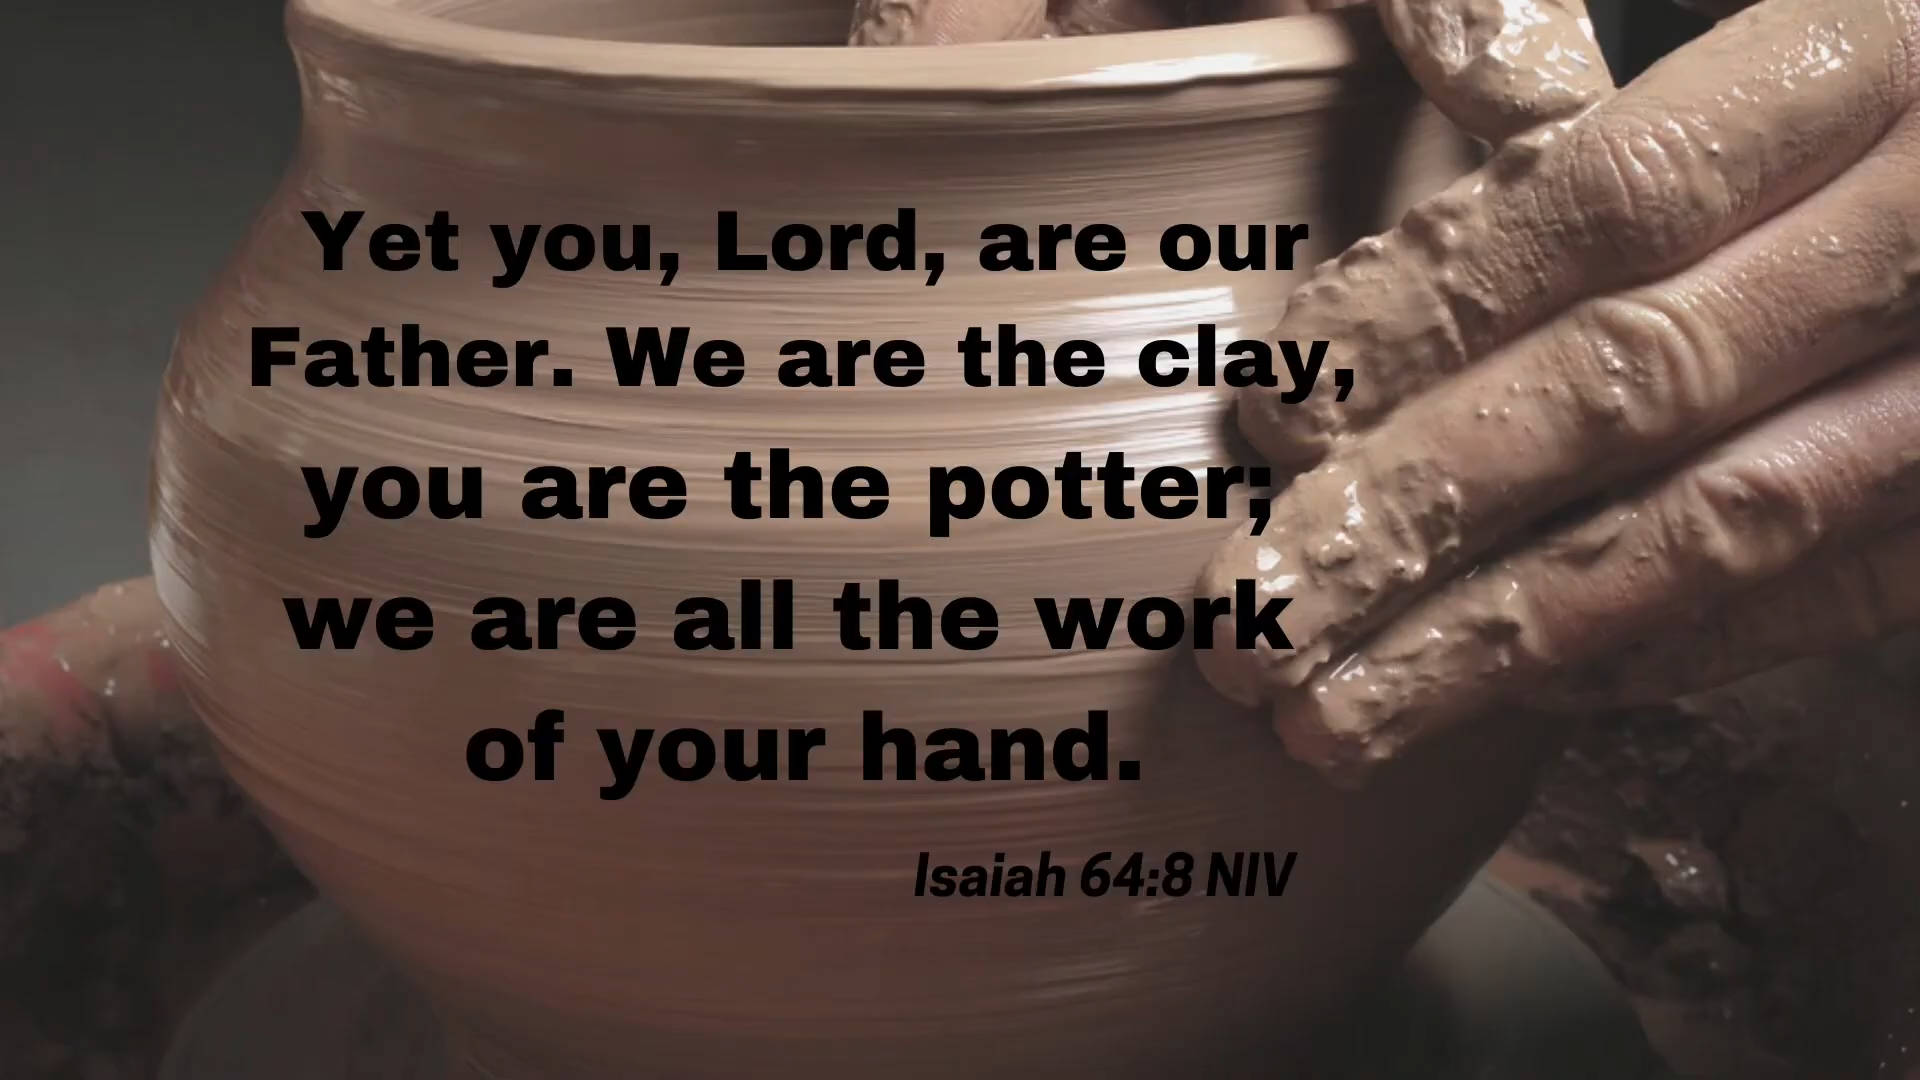 Yet you, Lord, are our
Father. We are the clay,
you are the potter;
we are all the work
of your hand.
Isaiah 64:8 NIV